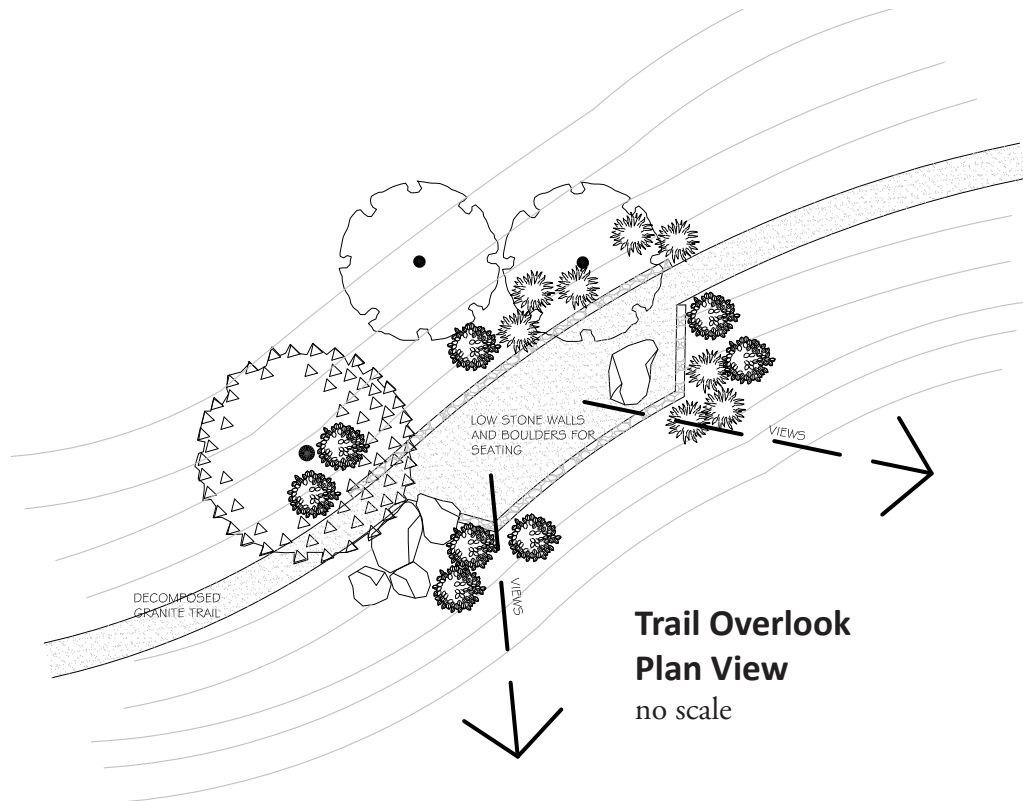 LOW STONE WALLS
AND BOULDERS FOR
SEATING
VIEWS
VIEWS
DECOMPOSED
GRANITE TRAIL
Trail Overlook
Plan View
no scale